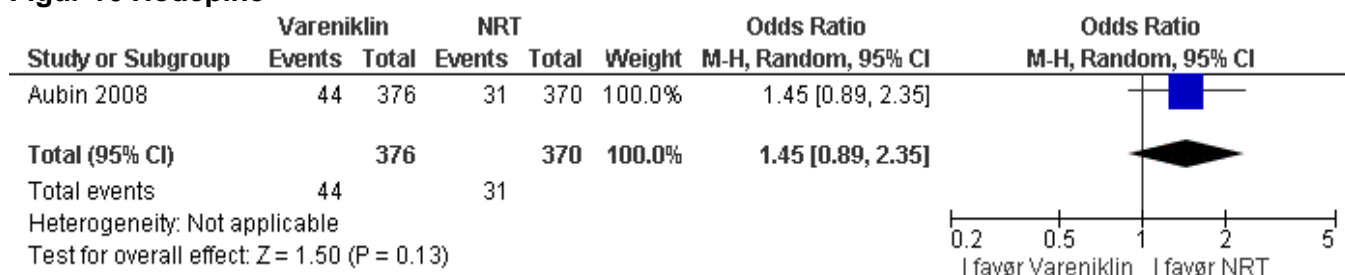 Vareniklin NRT Odds Ratio Odds Ratio
Study or Subgroup Events Total Events Total Weight M-H, Random, 95% CI M-H, Random, 95% CI
Aubin 2008 44 376 31 370 100.0% 1.45 [0.89, 2.35]
Total (95% CI) 376 370 100.0% 1.45 [0.89, 2.35]
Total events 44 31
Heterogeneity: Not applicable
Test for overall effect: Z = 1.50 (P = 0.13)
0.2 0.5 1 2 5
I favør Vareniklin I favør NRT